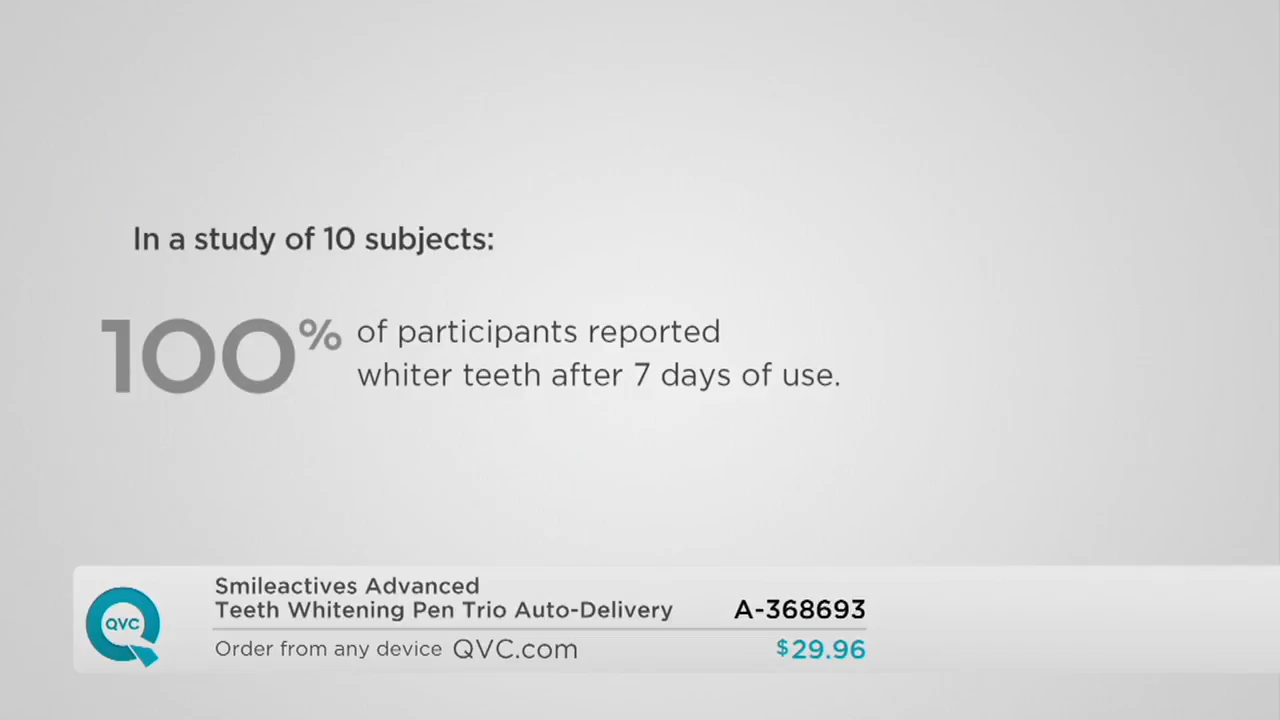 In a study of 10 subjects:
100% of participants reported
whiter teeth after 7 days of use.
Smileactives Advanced
Teeth Whitening Pen Trio Auto-Delivery A-368693
QVC
Order from any device QVC.com $29.96